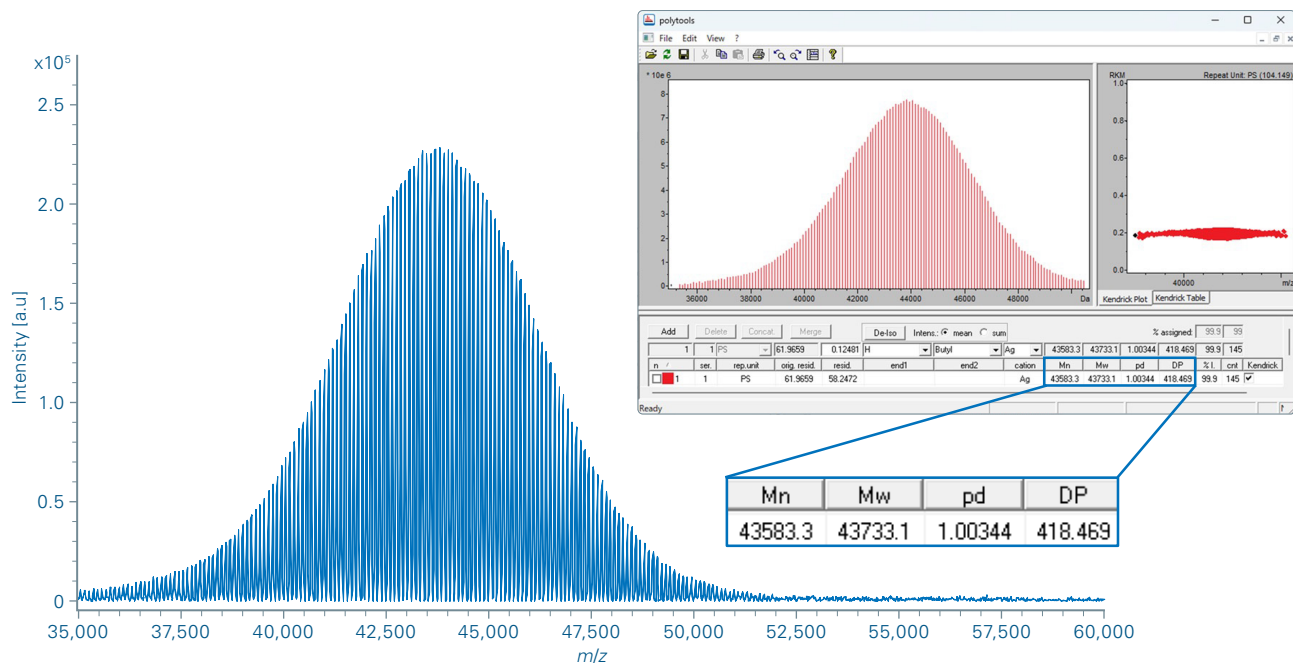 x10⁵
2.5
2.0
1.5
1.0
0.5
0
Intensity [a.u]
35,000 37,500 40,000 42,500 45,000 47,500 50,000 52,500 55,000 57,500 60,000
m/z
polytools
File Edit View ?
* 10e 6
8
7
6
5
4
3
2
1
0
36000 38000 40000 42000 44000 46000 48000 Da
RKM Repeat Unit: PS (104.149)
1.0
0.8
0.6
0.4
0.2
0.0
40000 m/z
Kendrick Plot Kendrick Table
Add Delete Concat. Merge De-Iso Intens.: mean sum % assigned: 99.9 99
1 1 PS 61.9659 0.12481 H Butyl Ag 43583.3 43733.1 1.00344 418.469 99.9 145
n / ser. rep.unit orig. resid. resid. end1 end2 cation Mn Mw pd DP % I. cnt Kendrick
1 1 PS 61.9659 58.2472 Ag 43583.3 43733.1 1.00344 418.469 99.9 145
Ready
Mn Mw pd DP
43583.3 43733.1 1.00344 418.469